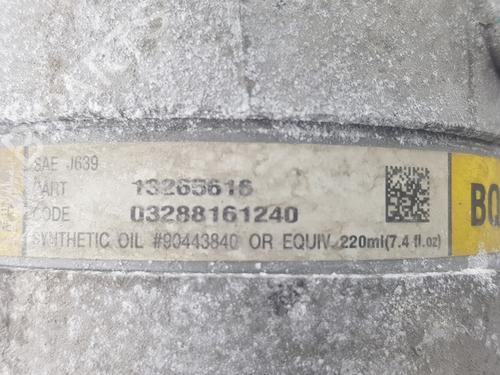 SAE J639
PART 13265616
CODE 03288161240
SYNTHETIC OIL #90443840 OR EQUIV. 220ml(7.4 fl.oz)
BQ